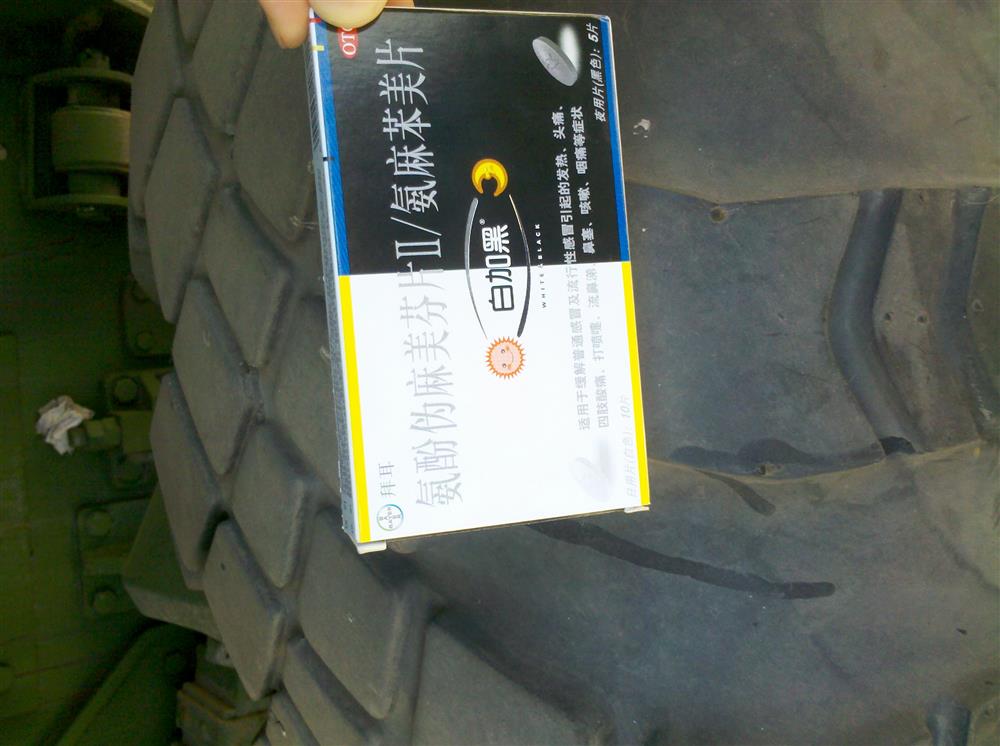 拜耳
OTC
氨酚伪麻美芬片Ⅱ/氨麻苯美片
白加黑®
WHITE & BLACK
适用于缓解普通感冒及流行性感冒引起的发热、头痛、
四肢酸痛、打喷嚏、流鼻涕、鼻塞、咳嗽、咽痛等症状
日用片(白色): 10片
夜用片(黑色): 5片